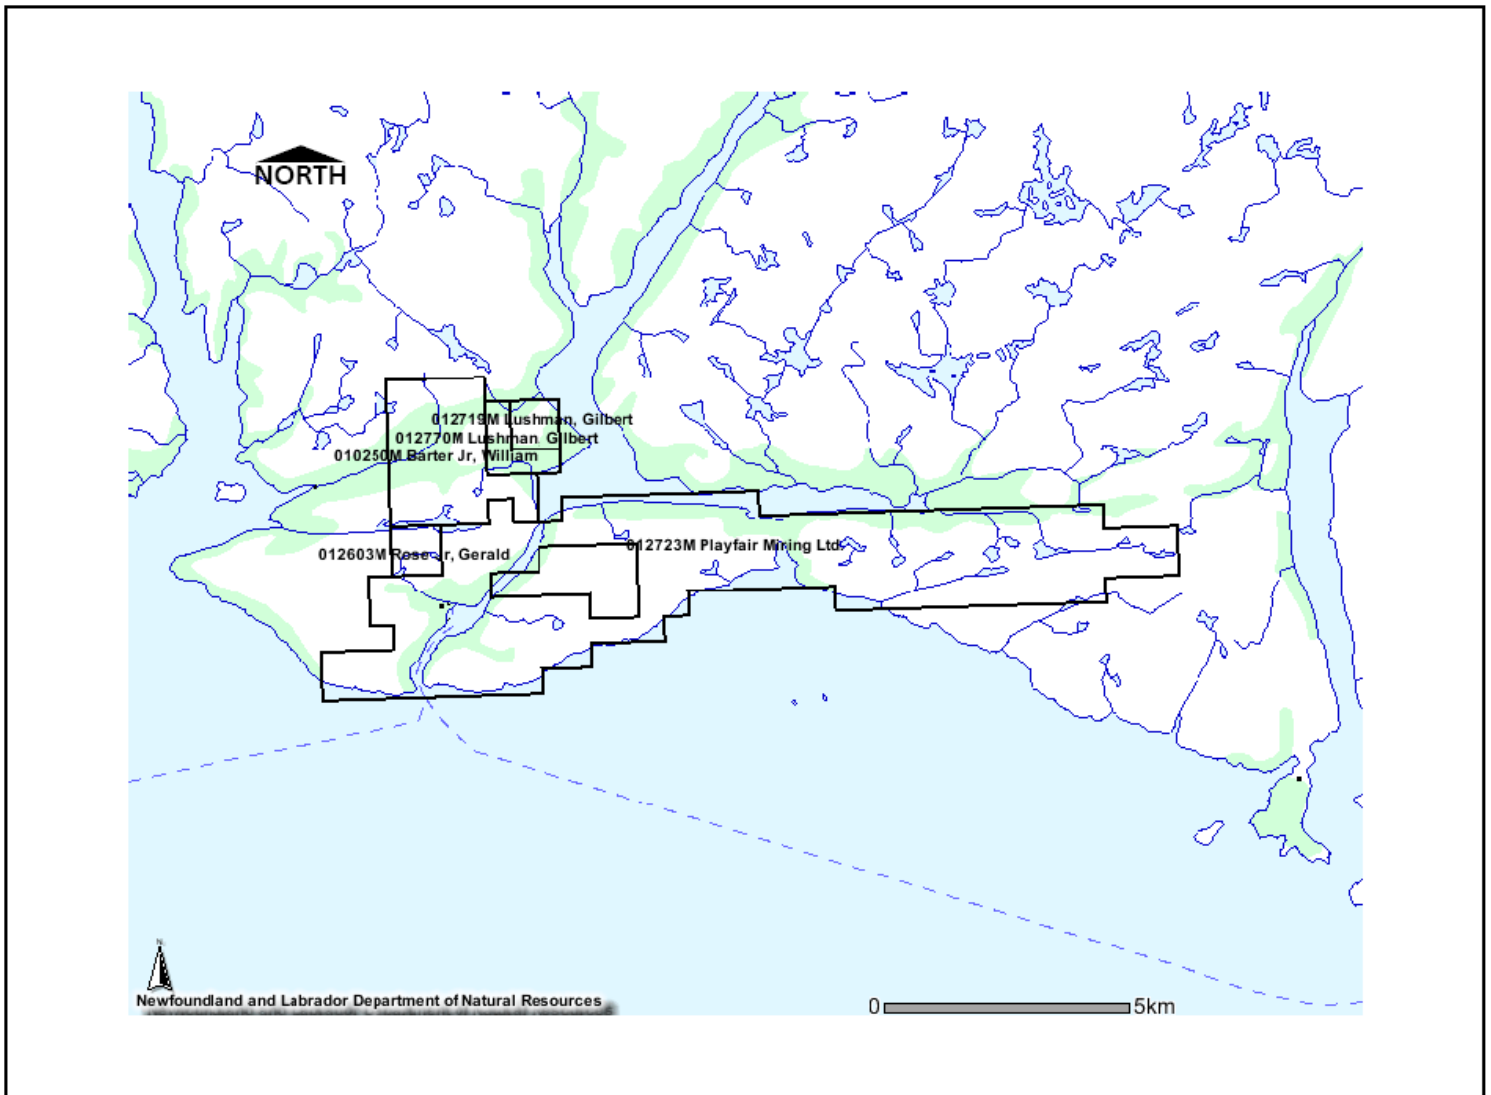 NORTH
012719M Lushman, Gilbert
012770M Lushman, Gilbert
010250M Barter Jr, William
012723M Playfair Mining Ltd.
012603M Rose Jr, Gerald
N
Newfoundland and Labrador Department of Natural Resources
0 5km